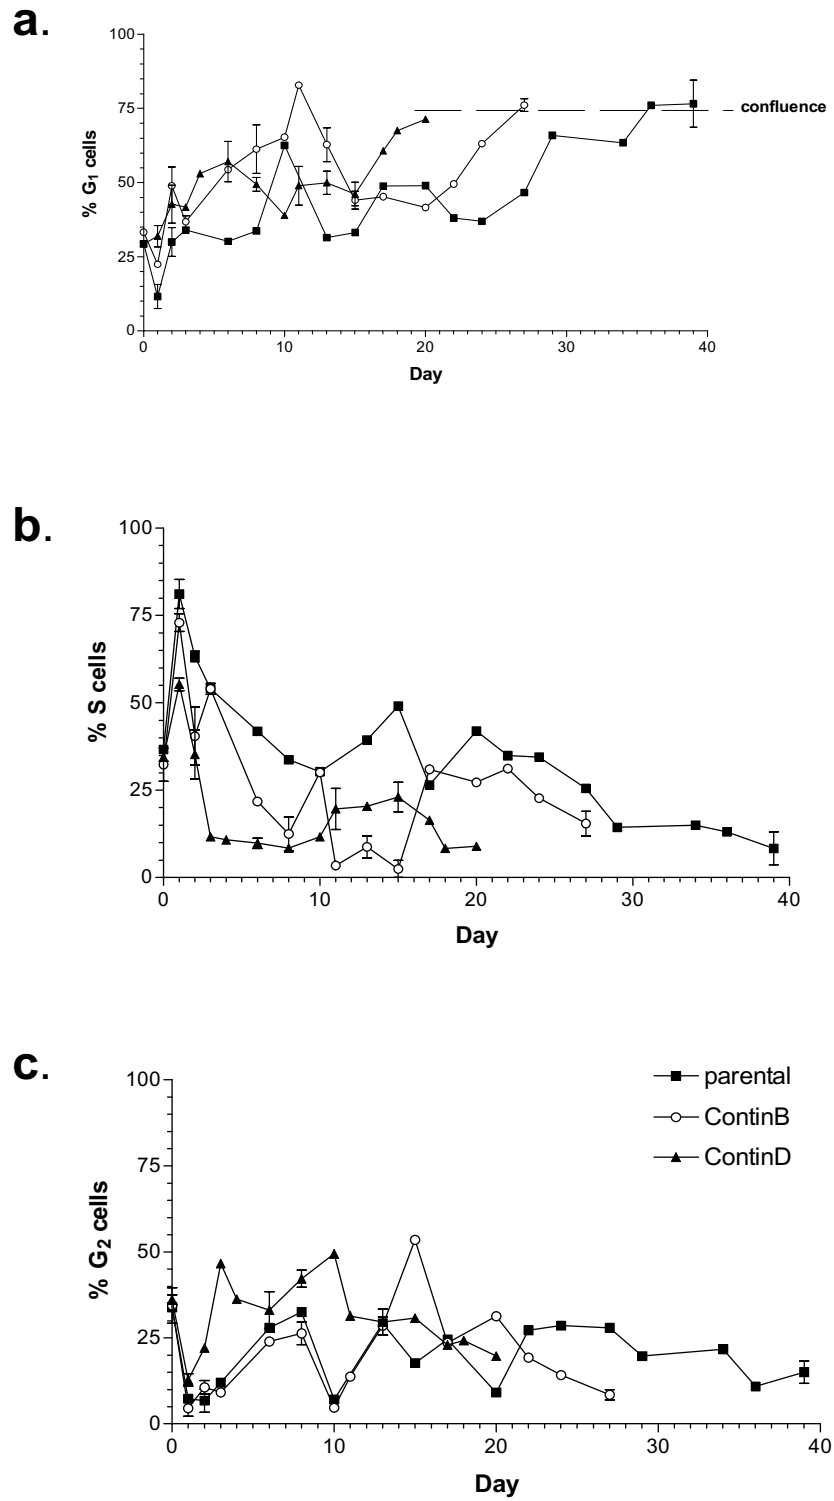 a.
100
75
50
25
0
% G₁ cells
confluence
0 10 20 30 40
Day
b.
100
75
50
25
0
% S cells
0 10 20 30 40
Day
c.
100
75
50
25
0
% G₂ cells
parental
ContinB
ContinD
0 10 20 30 40
Day